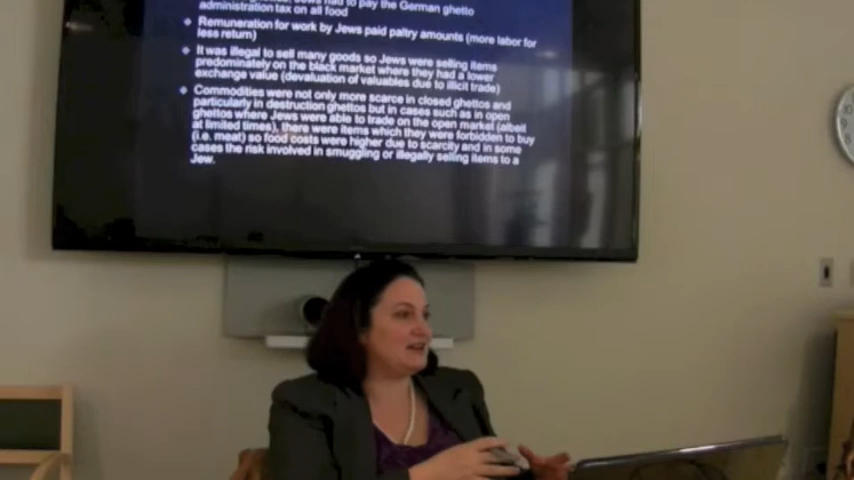 to pay the German ghetto
administration tax on all food
Remuneration for work by Jews paid paltry amounts (more labor for
less return)
It was illegal to sell many goods so Jews were selling items
predominately on the black market where they had a lower
exchange value (devaluation of valuables due to illicit trade)
Commodities were not only more scarce in closed ghettos and
particularly in destruction ghettos but in cases such as in open
ghettos where Jews were able to trade on the open market (albeit
at limited times), there were items which they were forbidden to buy
(i.e. meat) so food costs were higher due to scarcity and in some
cases the risk involved in smuggling or illegally selling items to a
Jew.